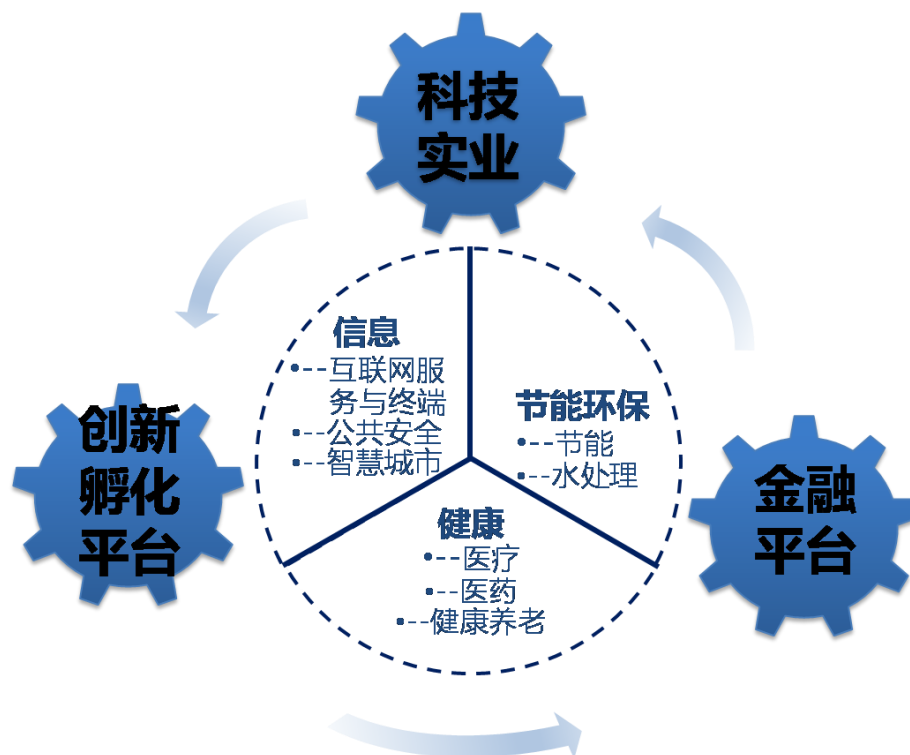 科技
实业
信息
•--互联网服
务与终端
•--公共安全
•--智慧城市
节能环保
•--节能
•--水处理
健康
•--医疗
•--医药
•--健康养老
创新
孵化
平台
金融
平台